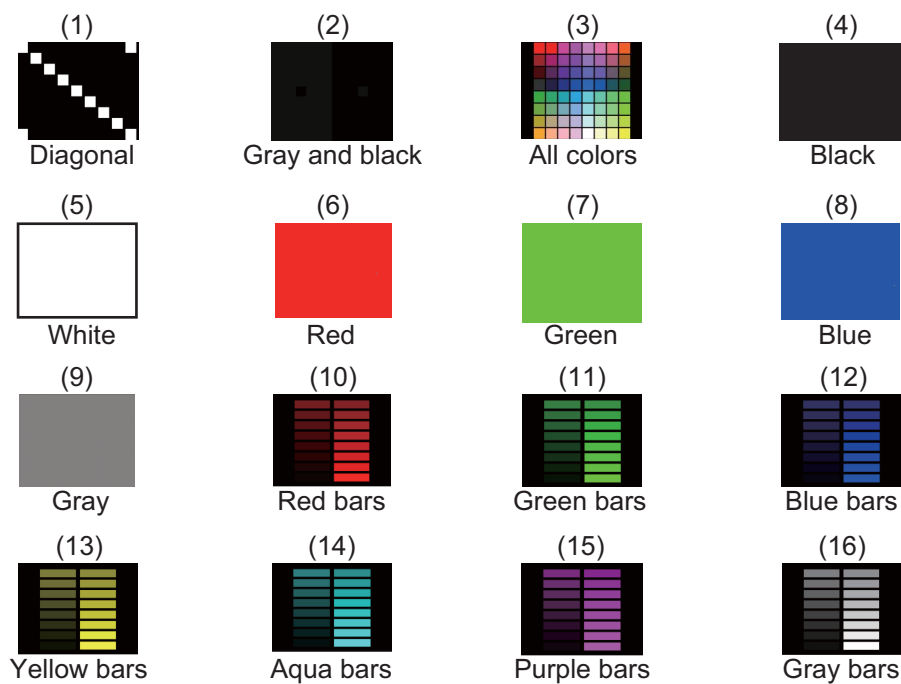 (1) (2) (3) (4)
Diagonal Gray and black All colors Black
(5) (6) (7) (8)
White Red Green Blue
(9) (10) (11) (12)
Gray Red bars Green bars Blue bars
(13) (14) (15) (16)
Yellow bars Aqua bars Purple bars Gray bars